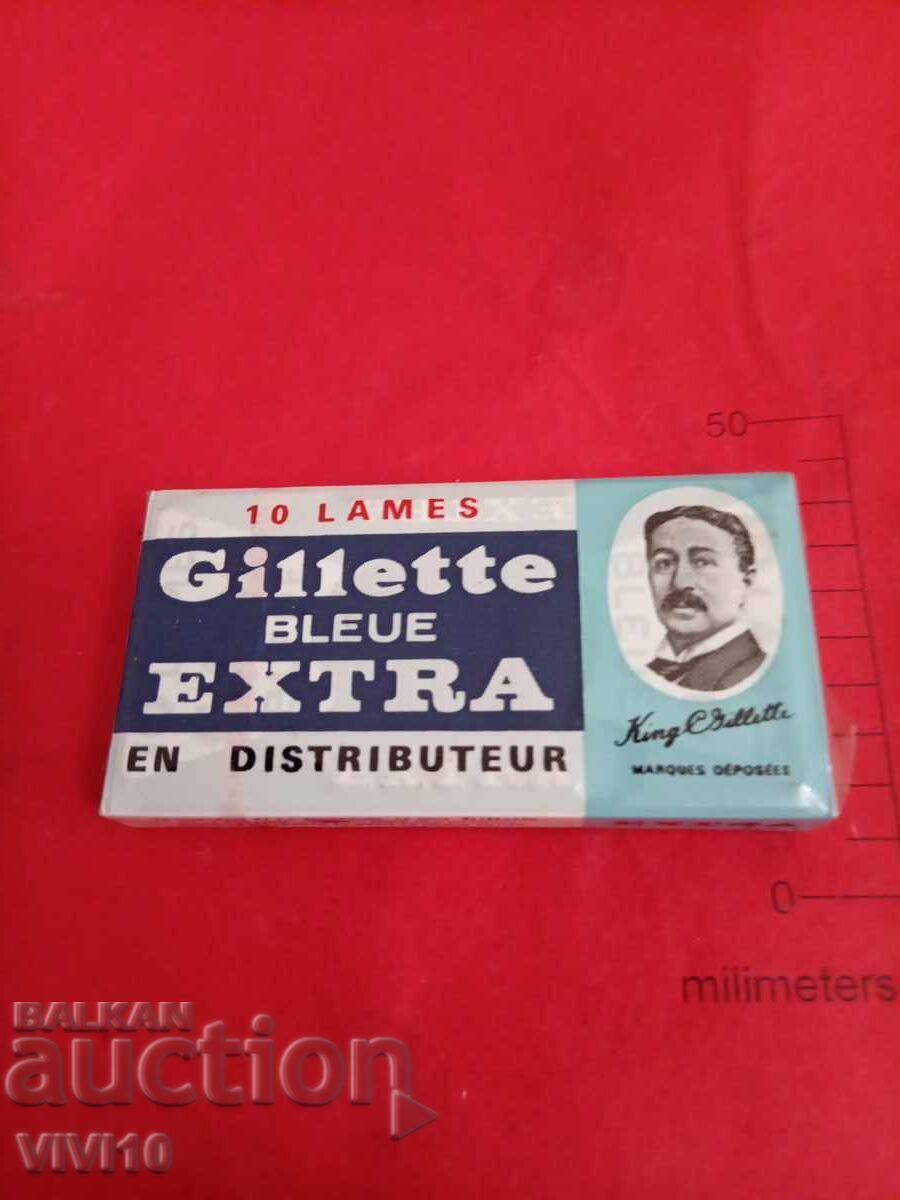 50
10 LAMES
Gillette
BLEUE
EXTRA
EN DISTRIBUTEUR
King C Gillette
MARQUES DÉPOSÉES
0
milimeters
BALKAN
auction
VIVI10